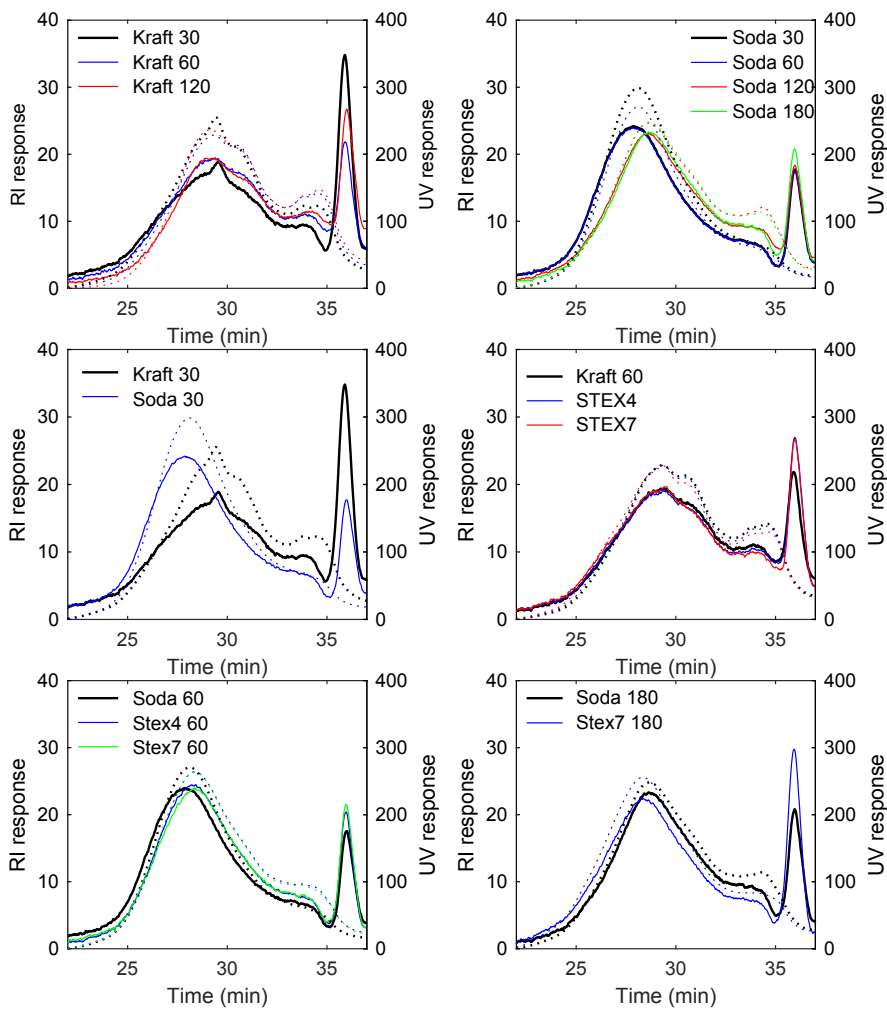 40
400
Kraft 30
Kraft 60
Kraft 120
30
300
20
200
10
100
0
0
25
30
35
Time (min)
RI response
UV response
40
400
Soda 30
Soda 60
Soda 120
Soda 180
30
300
20
200
10
100
0
0
25
30
35
Time (min)
RI response
UV response
40
400
Kraft 30
Soda 30
30
300
20
200
10
100
0
0
25
30
35
Time (min)
RI response
UV response
40
400
Kraft 60
STEX4
STEX7
30
300
20
200
10
100
0
0
25
30
35
Time (min)
RI response
UV response
40
400
Soda 60
Stex4 60
Stex7 60
30
300
20
200
10
100
0
0
25
30
35
Time (min)
RI response
UV response
40
400
Soda 180
Stex7 180
30
300
20
200
10
100
0
0
25
30
35
Time (min)
RI response
UV response